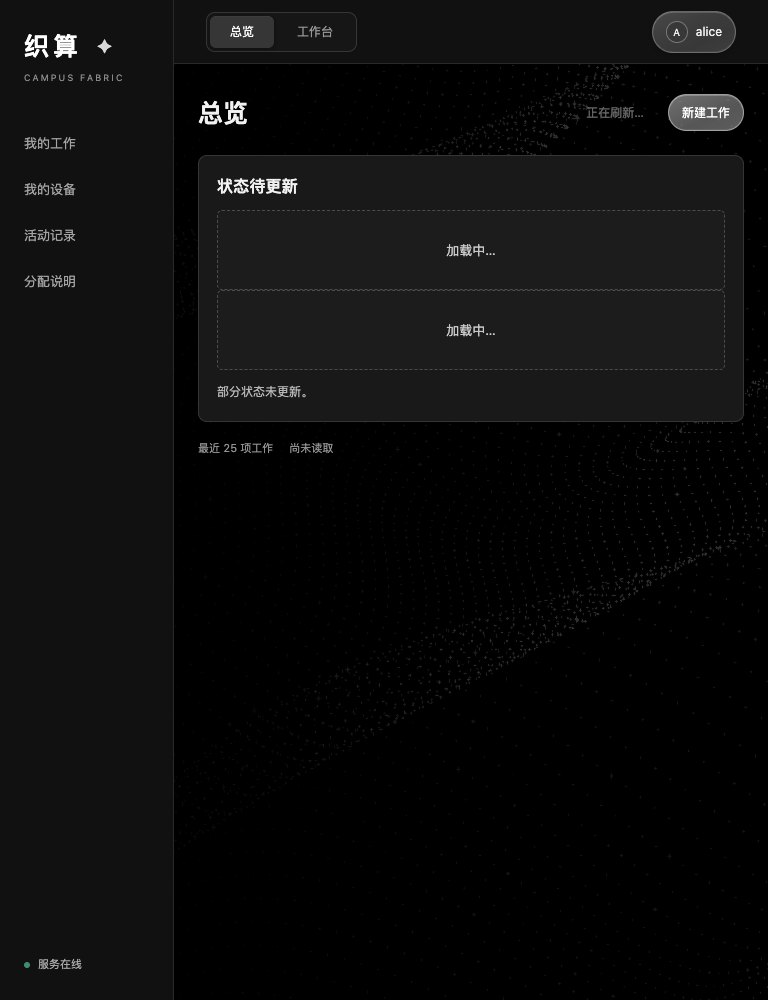 织算
CAMPUS FABRIC
我的工作
我的设备
活动记录
分配说明
服务在线
总览
工作台
A
alice
总览
正在刷新...
新建工作
状态待更新
加载中...
加载中...
部分状态未更新。
最近 25 项工作
尚未读取